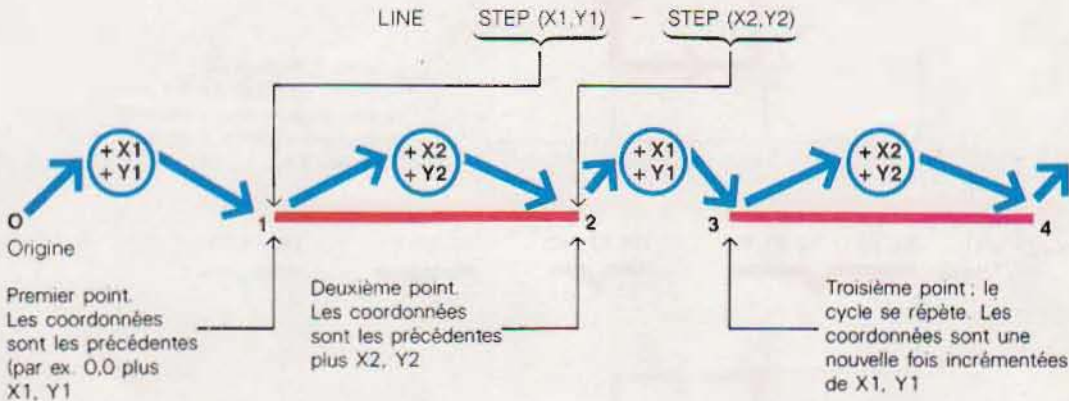 LINE STEP (X1,Y1) - STEP (X2,Y2)
+ X1
+ Y1
+ X2
+ Y2
+ X1
+ Y1
+ X2
+ Y2
O
1
2
3
4
Origine
Premier point.
Les coordonnées
sont les précédentes
(par ex. 0,0 plus
X1, Y1
Deuxième point.
Les coordonnées
sont les précédentes
plus X2, Y2
Troisième point ; le
cycle se répète. Les
coordonnées sont une
nouvelle fois incrémentées
de X1, Y1